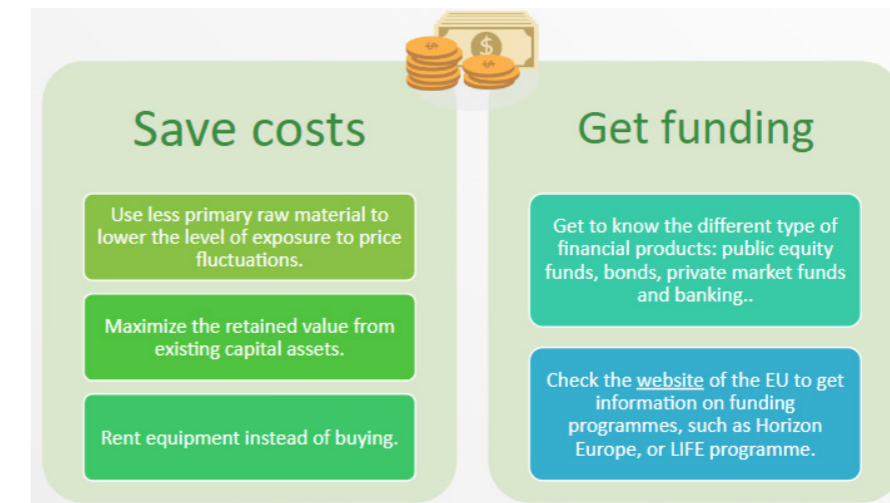 Save costs
Use less primary raw material to
lower the level of exposure to price
fluctuations.
Maximize the retained value from
existing capital assets.
Rent equipment instead of buying.
Get funding
Get to know the different type of
financial products: public equity
funds, bonds, private market funds
and banking..
Check the website of the EU to get
information on funding
programmes, such as Horizon
Europe, or LIFE programme.